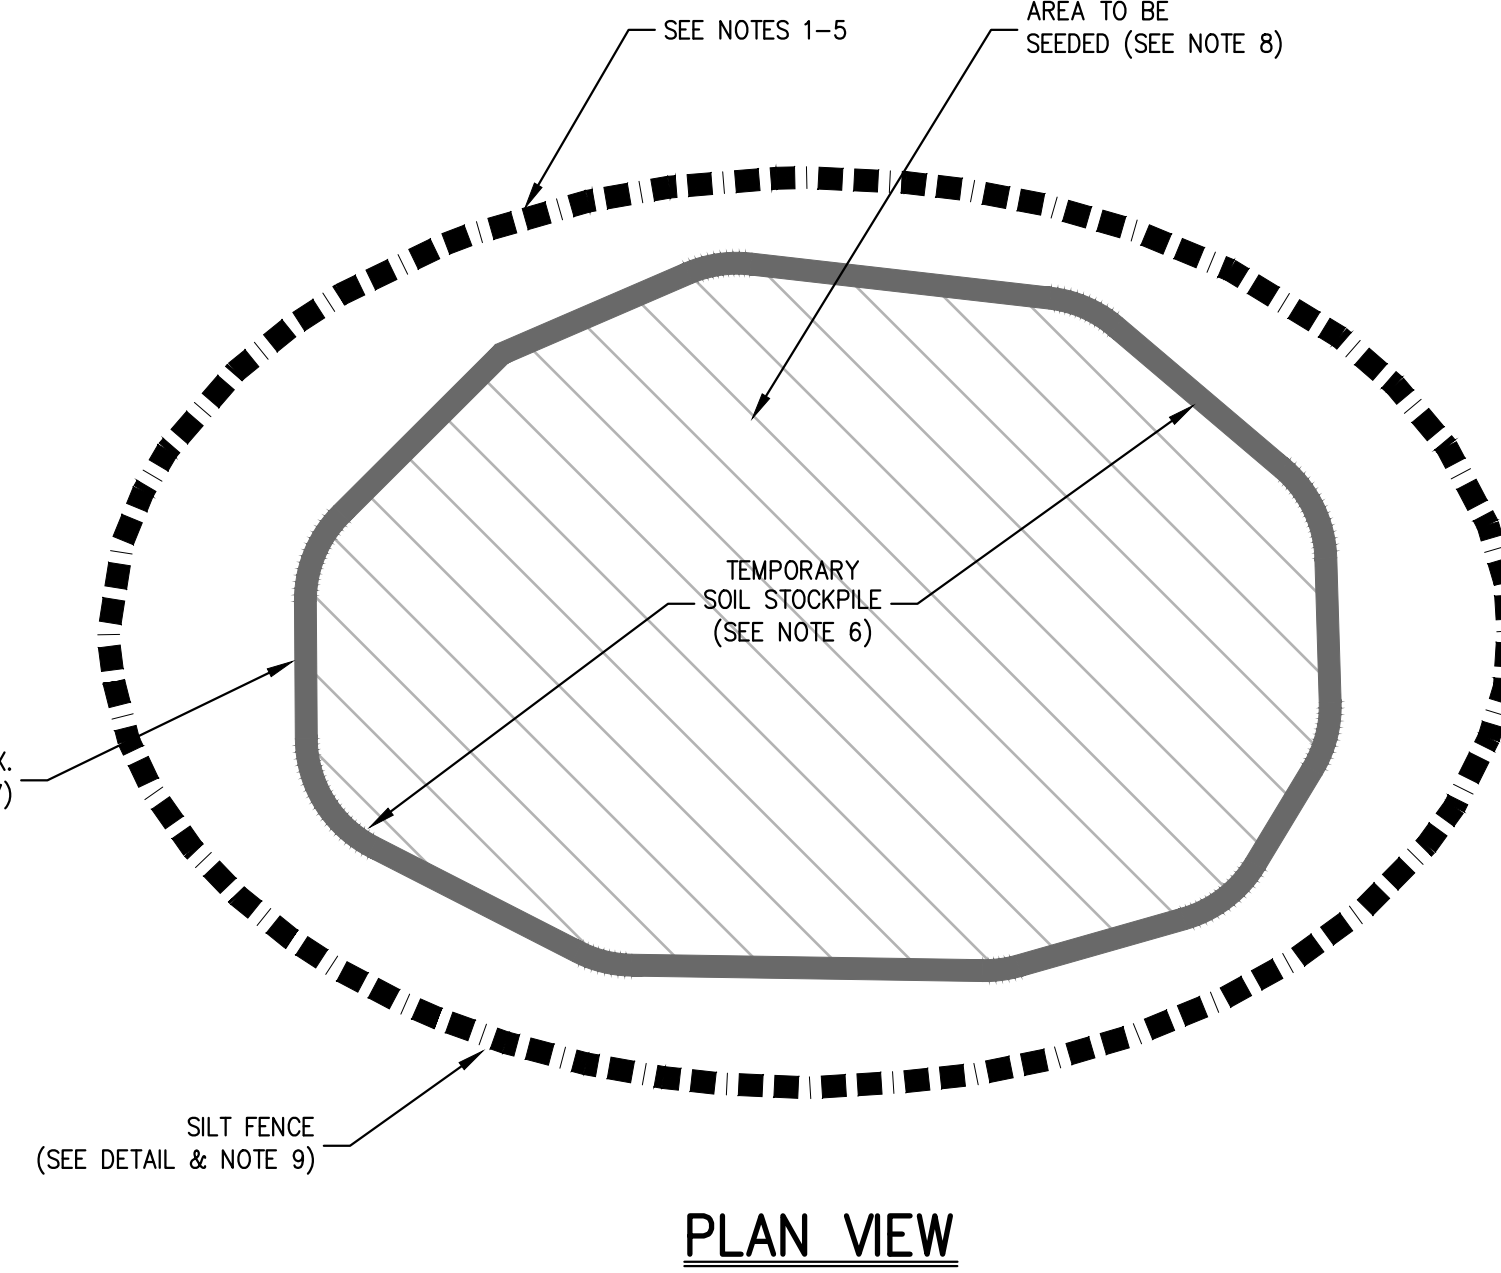 SEE NOTES 1-5
AREA TO BE
SEEDED (SEE NOTE 8)
TEMPORARY
SOIL STOCKPILE
(SEE NOTE 6)
SILT FENCE
(SEE DETAIL & NOTE 9)
PLAN VIEW